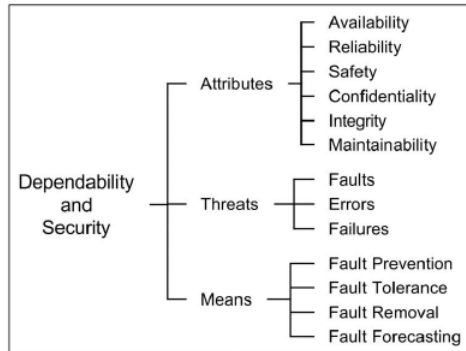 Dependability
and
Security
Attributes
Availability
Reliability
Safety
Confidentiality
Integrity
Maintainability
Threats
Faults
Errors
Failures
Means
Fault Prevention
Fault Tolerance
Fault Removal
Fault Forecasting